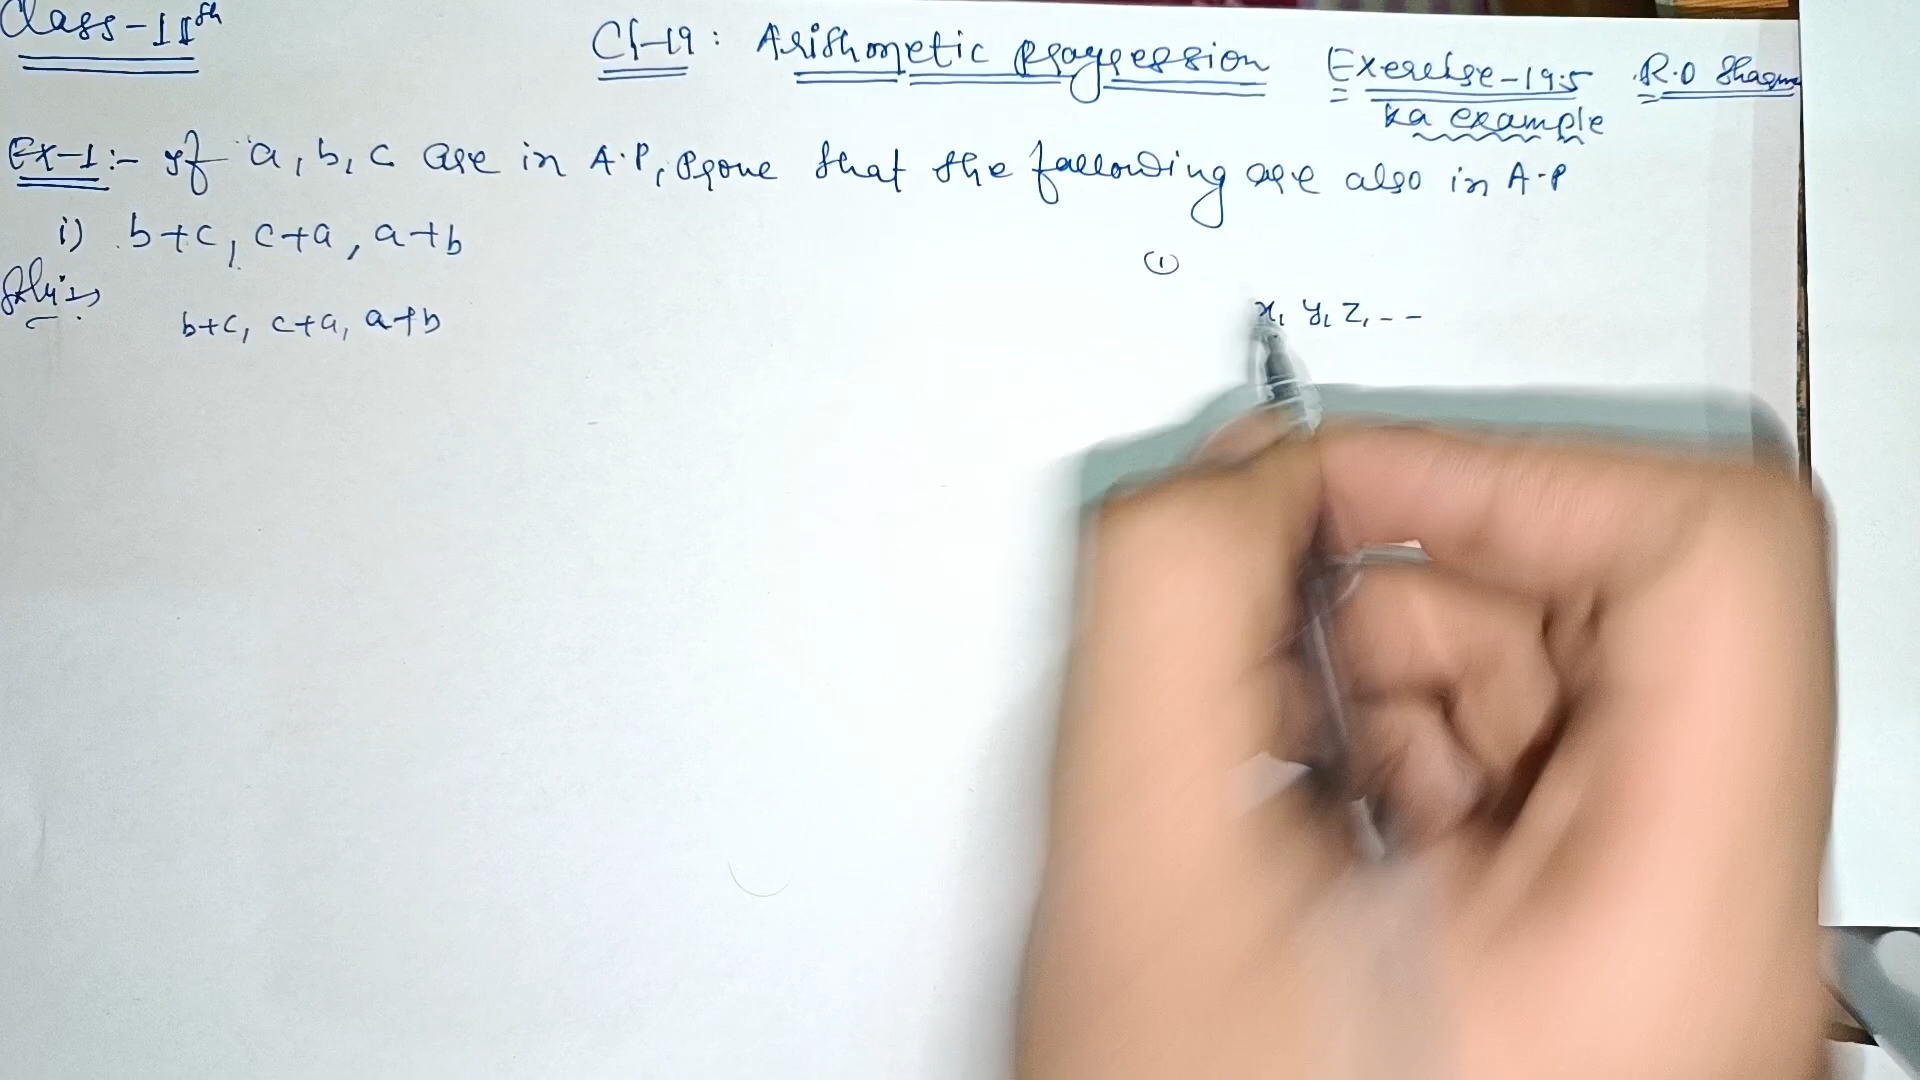 Class-11th
Ch-19: Arithmetic progression Exercise-19.5 R.D Sharma
ka example
Ex-1:- If a, b, c are in A.P, Prove that the following are also in A.P
i) b+c, c+a, a+b
Soln:->
b+c, c+a, a+b
①
x, y, z, - -